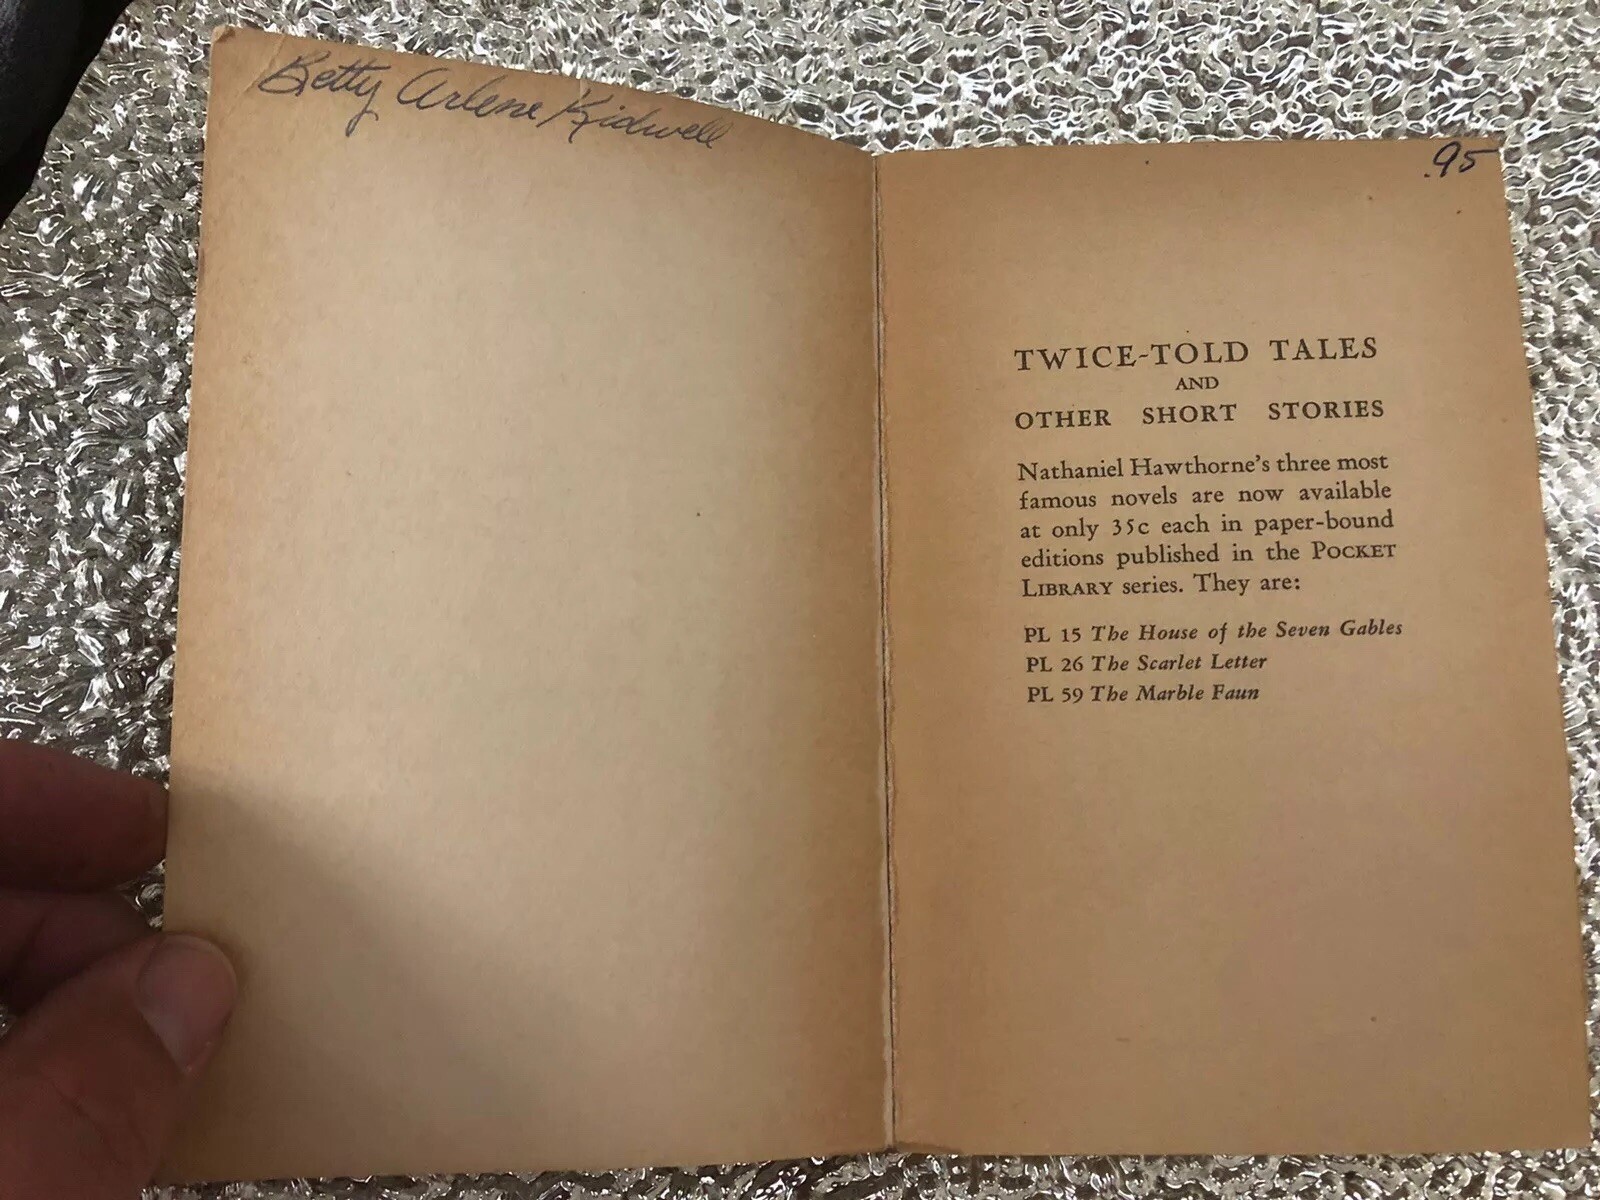 Betty Arlene Kidwell
.95
TWICE-TOLD TALES
AND
OTHER SHORT STORIES
Nathaniel Hawthorne's three most
famous novels are now available
at only 35c each in paper-bound
editions published in the POCKET
LIBRARY series. They are:
PL 15 The House of the Seven Gables
PL 26 The Scarlet Letter
PL 59 The Marble Faun